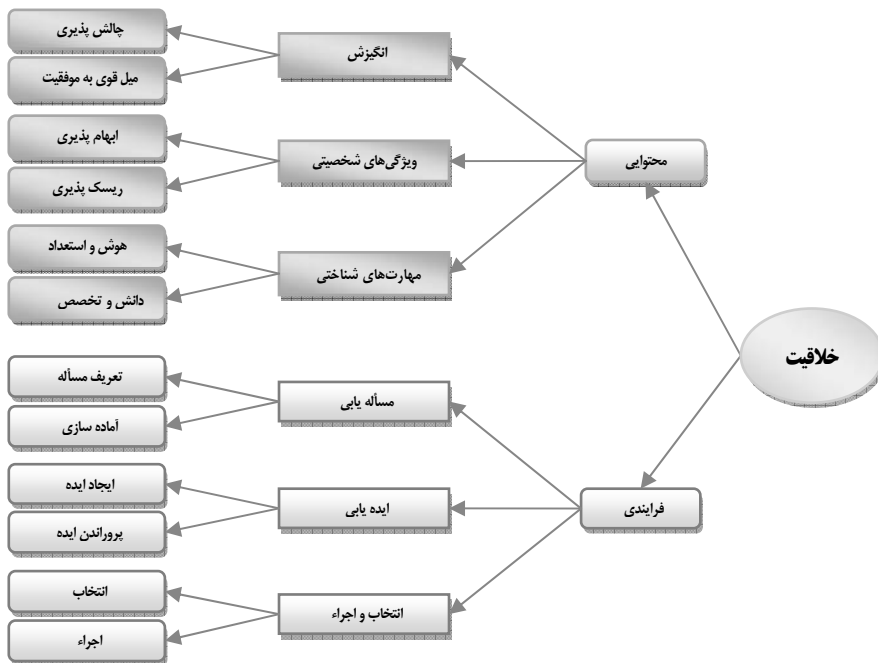 خلاقیت
محتوایی
انگیزش
چالش پذیری
میل قوی به موفقیت
ویژگی‌های شخصیتی
ابهام پذیری
ریسک پذیری
مهارت‌های شناختی
هوش و استعداد
دانش و تخصص
فرایندی
مسأله یابی
تعریف مسأله
آماده سازی
ایده یابی
ایجاد ایده
پروراندن ایده
انتخاب و اجراء
انتخاب
اجراء